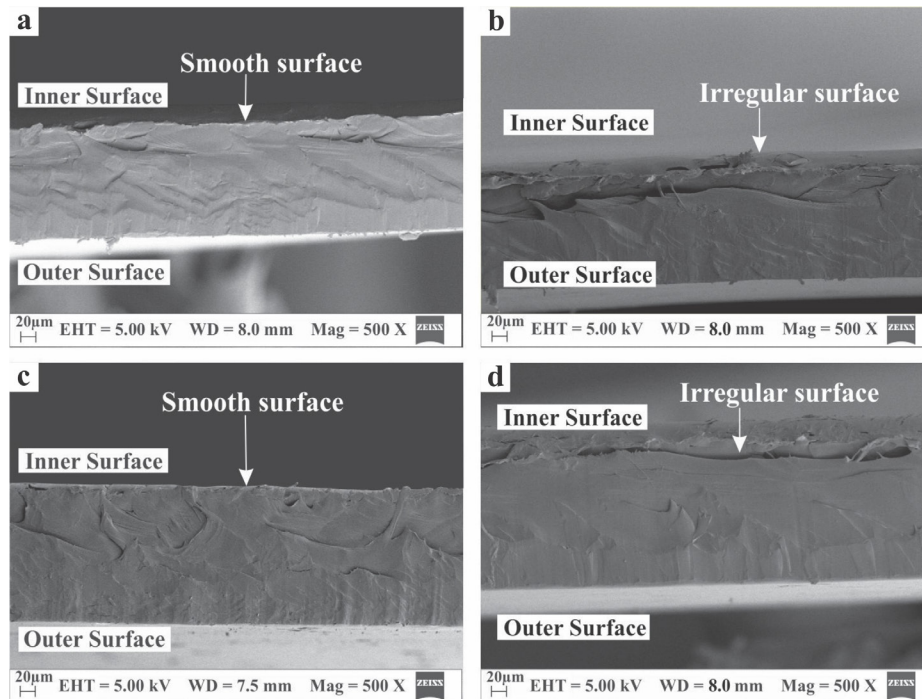 a
Smooth surface
Inner Surface
Outer Surface
20µm EHT = 5.00 kV WD = 8.0 mm Mag = 500 X ZEISS
b
Irregular surface
Inner Surface
Outer Surface
20µm EHT = 5.00 kV WD = 8.0 mm Mag = 500 X ZEISS
c
Smooth surface
Inner Surface
Outer Surface
20µm EHT = 5.00 kV WD = 7.5 mm Mag = 500 X ZEISS
d
Irregular surface
Inner Surface
Outer Surface
20µm EHT = 5.00 kV WD = 8.0 mm Mag = 500 X ZEISS